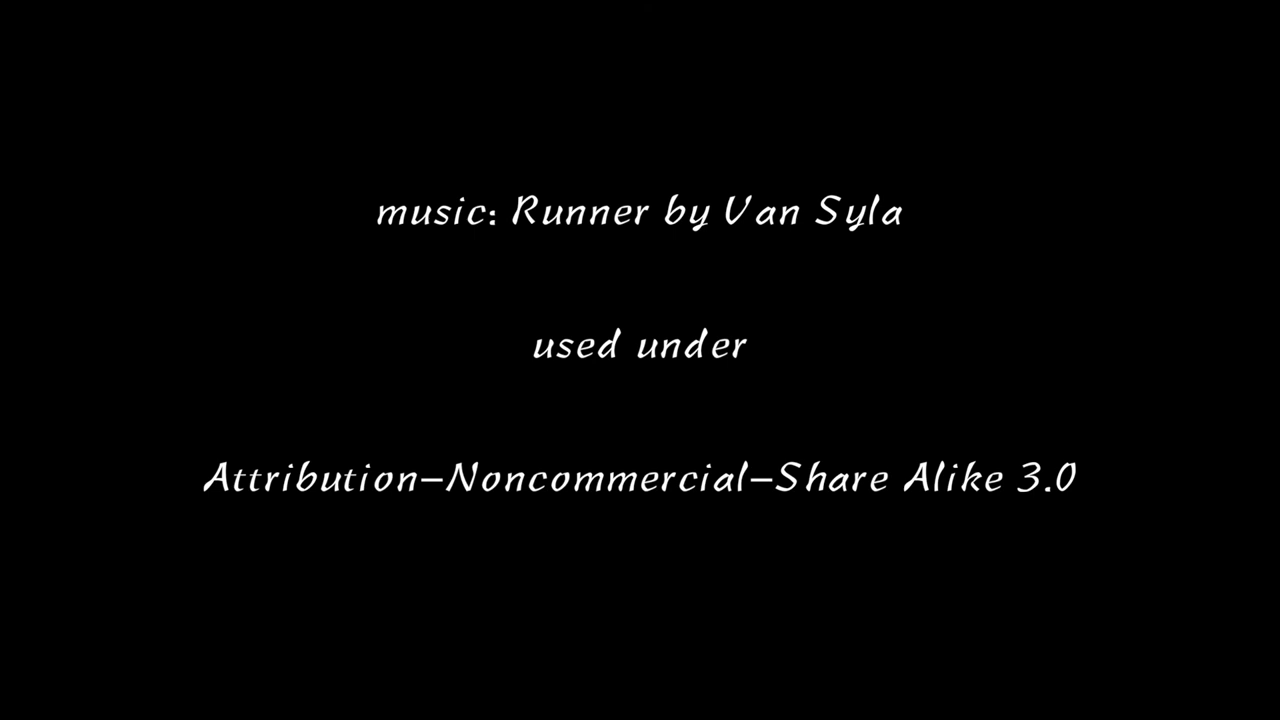 music: Runner by Van Syla
used under
Attribution-Noncommercial-Share Alike 3.0